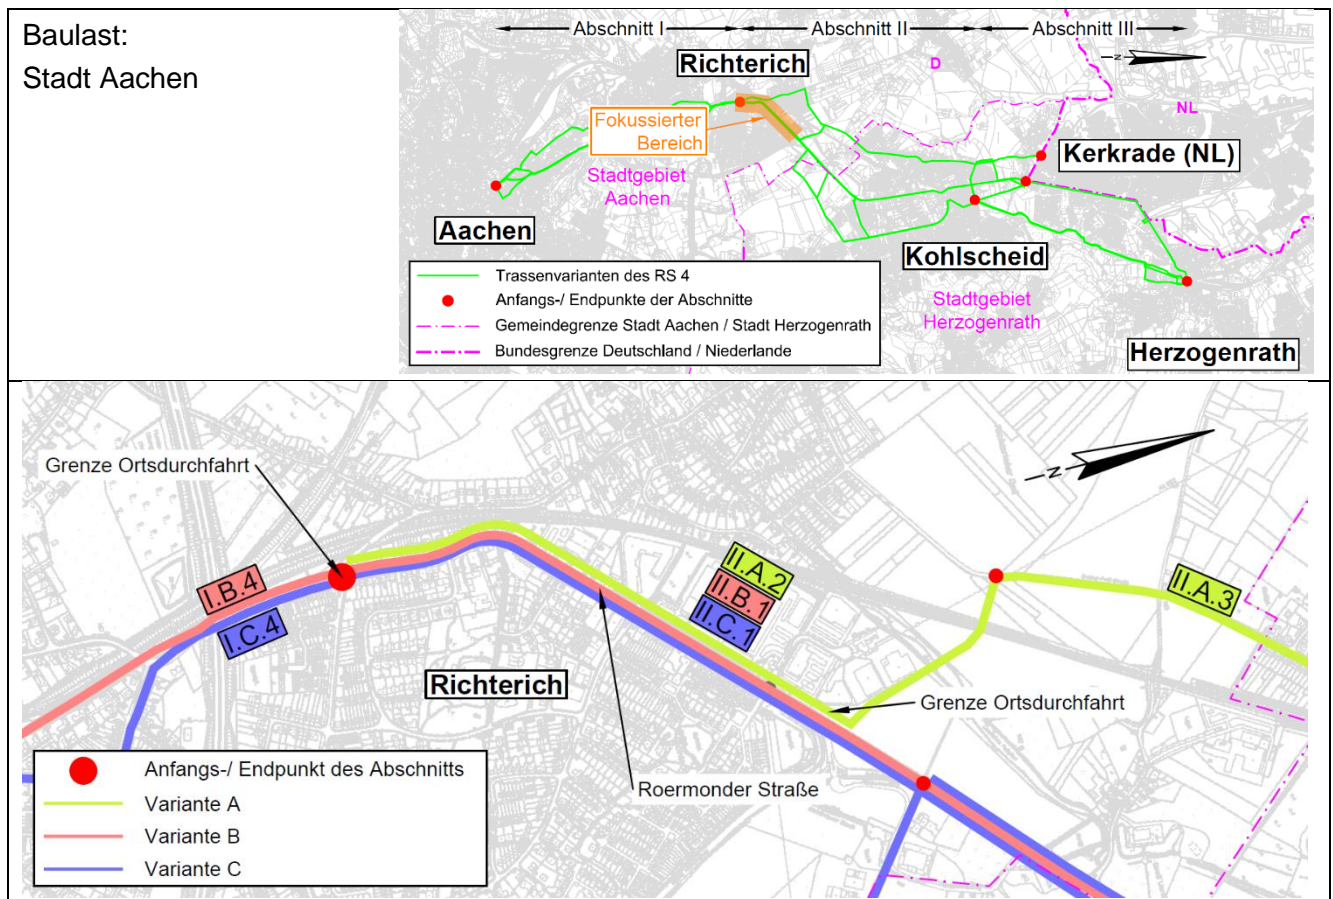 Baulast:
Stadt Aachen
Abschnitt I
Abschnitt II
Abschnitt III
Richterich
D
N
NL
Fokussierter
Bereich
Kerkrade (NL)
Stadtgebiet
Aachen
Aachen
Kohlscheid
Trassenvarianten des RS 4
Anfangs-/ Endpunkte der Abschnitte
Gemeindegrenze Stadt Aachen / Stadt Herzogenrath
Bundesgrenze Deutschland / Niederlande
Stadtgebiet
Herzogenrath
Herzogenrath
Grenze Ortsdurchfahrt
N
I.B.4
I.C.4
II.A.2
II.B.1
II.C.1
II.A.3
Richterich
Grenze Ortsdurchfahrt
Roermonder Straße
Anfangs-/ Endpunkt des Abschnitts
Variante A
Variante B
Variante C